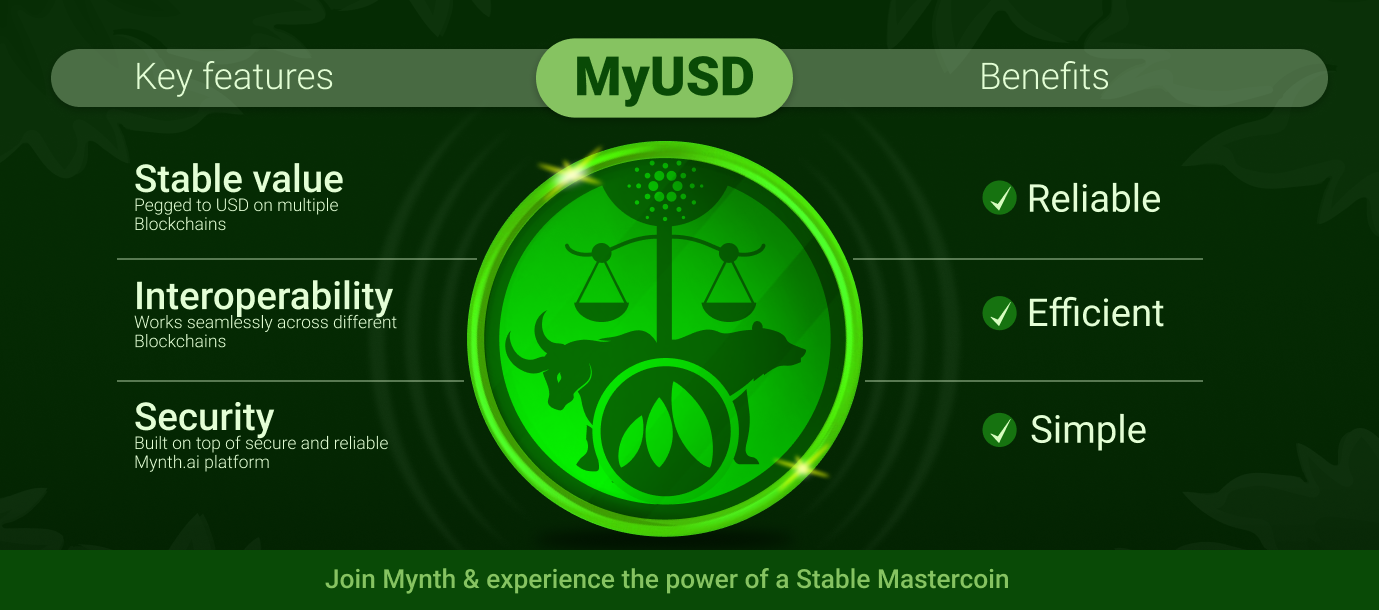 Key features
MyUSD
Benefits
Stable value
Pegged to USD on multiple
Blockchains
Interoperability
Works seamlessly across different
Blockchains
Security
Built on top of secure and reliable
Mynth.ai platform
Reliable
Efficient
Simple
Join Mynth & experience the power of a Stable Mastercoin